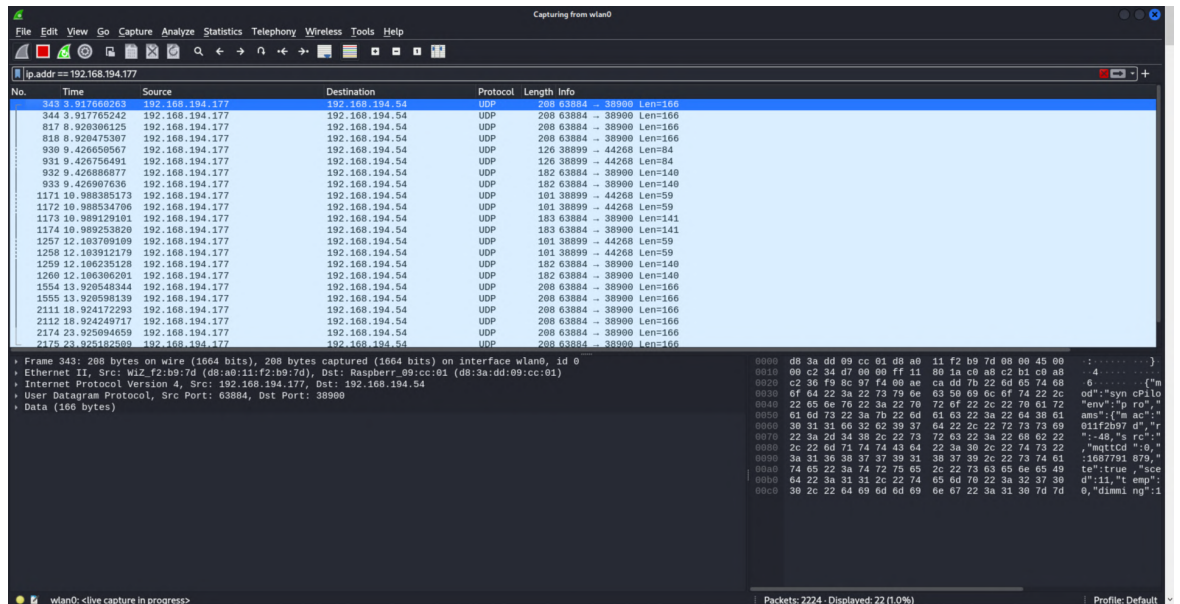 Capturing from wlan0
File Edit View Go Capture Analyze Statistics Telephony Wireless Tools Help
ip.addr == 192.168.194.177
No. Time Source Destination Protocol Length Info
343 3.917660263 192.168.194.177 192.168.194.54 UDP 208 63884 → 38900 Len=166
344 3.917765242 192.168.194.177 192.168.194.54 UDP 208 63884 → 38900 Len=166
817 8.920306125 192.168.194.177 192.168.194.54 UDP 208 63884 → 38900 Len=166
818 8.920475307 192.168.194.177 192.168.194.54 UDP 208 63884 → 38900 Len=166
930 9.426650567 192.168.194.177 192.168.194.54 UDP 126 38899 → 44268 Len=84
931 9.426756491 192.168.194.177 192.168.194.54 UDP 126 38899 → 44268 Len=84
932 9.426886877 192.168.194.177 192.168.194.54 UDP 182 63884 → 38900 Len=140
933 9.426907636 192.168.194.177 192.168.194.54 UDP 182 63884 → 38900 Len=140
1171 10.988385173 192.168.194.177 192.168.194.54 UDP 101 38899 → 44268 Len=59
1172 10.988534706 192.168.194.177 192.168.194.54 UDP 101 38899 → 44268 Len=59
1173 10.989129101 192.168.194.177 192.168.194.54 UDP 183 63884 → 38900 Len=141
1174 10.989253820 192.168.194.177 192.168.194.54 UDP 183 63884 → 38900 Len=141
1257 12.103709109 192.168.194.177 192.168.194.54 UDP 101 38899 → 44268 Len=59
1258 12.103912179 192.168.194.177 192.168.194.54 UDP 101 38899 → 44268 Len=59
1259 12.106235128 192.168.194.177 192.168.194.54 UDP 182 63884 → 38900 Len=140
1260 12.106306201 192.168.194.177 192.168.194.54 UDP 182 63884 → 38900 Len=140
1554 13.920548344 192.168.194.177 192.168.194.54 UDP 208 63884 → 38900 Len=166
1555 13.920598139 192.168.194.177 192.168.194.54 UDP 208 63884 → 38900 Len=166
2111 18.924172293 192.168.194.177 192.168.194.54 UDP 208 63884 → 38900 Len=166
2112 18.924249717 192.168.194.177 192.168.194.54 UDP 208 63884 → 38900 Len=166
2174 23.925094659 192.168.194.177 192.168.194.54 UDP 208 63884 → 38900 Len=166
2175 23.925182509 192.168.194.177 192.168.194.54 UDP 208 63884 → 38900 Len=166
Frame 343: 208 bytes on wire (1664 bits), 208 bytes captured (1664 bits) on interface wlan0, id 0
Ethernet II, Src: WiZ_f2:b9:7d (d8:a0:11:f2:b9:7d), Dst: Raspberr_09:cc:01 (d8:3a:dd:09:cc:01)
Internet Protocol Version 4, Src: 192.168.194.177, Dst: 192.168.194.54
User Datagram Protocol, Src Port: 63884, Dst Port: 38900
Data (166 bytes)
0000 d8 3a dd 09 cc 01 d8 a0 11 f2 b9 7d 08 00 45 00 ·:······ ···}··
0010 00 c2 34 d7 00 00 ff 11 80 1a c0 a8 c2 b1 c0 a8 ··4····· ········
0020 c2 36 f9 8c 97 f4 00 ae ca dd 7b 22 6d 65 74 68 ·6······ ··{"m
0030 6f 64 22 3a 22 73 79 6e 63 50 69 6c 6f 74 22 2c od":"syn cPilo
0040 22 65 6e 76 22 3a 22 70 72 6f 22 2c 22 70 61 72 "env":"p ro","
0050 61 6d 73 22 3a 7b 22 6d 61 63 22 3a 22 64 38 61 ams":{"m ac":"
0060 30 31 31 66 32 62 39 37 64 22 2c 22 72 73 73 69 011f2b97 d","r
0070 22 3a 2d 34 38 2c 22 73 72 63 22 3a 22 68 62 22 ":-48,"s rc":"
0080 2c 22 6d 71 74 74 43 64 22 3a 30 2c 22 74 73 22 ,"mqttCd ":0,"
0090 3a 31 36 38 37 37 39 31 38 37 39 2c 22 73 74 61 :1687791 879,"
00a0 74 65 22 3a 74 72 75 65 2c 22 73 63 65 6e 65 49 te":true ,"sce
00b0 64 22 3a 31 31 2c 22 74 65 6d 70 22 3a 32 37 30 d":11,"t emp":
00c0 30 2c 22 64 69 6d 6d 69 6e 67 22 3a 31 30 7d 7d 0,"dimmi ng":1
wlan0: <live capture in progress> Packets: 2224 · Displayed: 22 (1.0%) Profile: Default